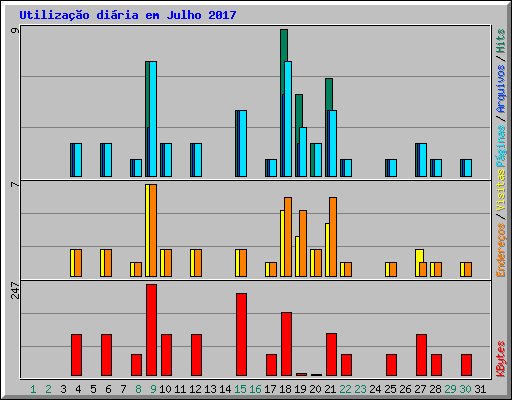 Utilização diária em Julho 2017
9
7
247
Páginas / Arquivos / Hits
Endereços / Visitas
KBytes
1 2 3 4 5 6 7 8 9 10 11 12 13 14 15 16 17 18 19 20 21 22 23 24 25 26 27 28 29 30 31